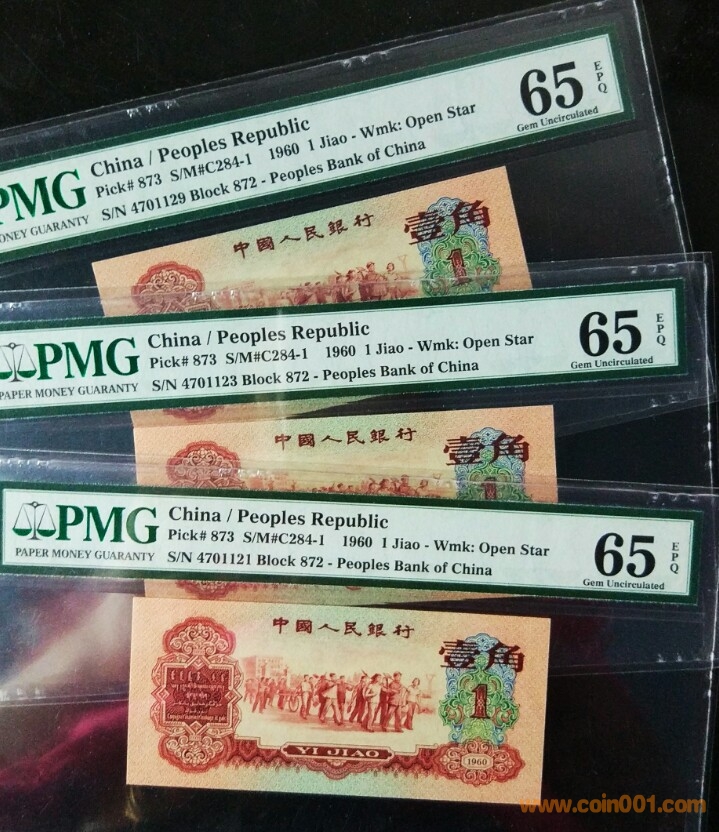 PMG
MONEY GUARANTY
China / Peoples Republic
Pick# 873 S/M#C284-1 1960 1 Jiao - Wmk: Open Star
S/N 4701129 Block 872 - Peoples Bank of China
65
EPQ
Gem Uncirculated
中國人民銀行
壹角
1
PMG
PAPER MONEY GUARANTY
China / Peoples Republic
Pick# 873 S/M#C284-1 1960 1 Jiao - Wmk: Open Star
S/N 4701123 Block 872 - Peoples Bank of China
65
EPQ
Gem Uncirculated
中國人民銀行
壹角
1
PMG
PAPER MONEY GUARANTY
China / Peoples Republic
Pick# 873 S/M#C284-1 1960 1 Jiao - Wmk: Open Star
S/N 4701121 Block 872 - Peoples Bank of China
65
EPQ
Gem Uncirculated
中國人民銀行
壹角
1
YI JIAO
1960
www.coin001.com